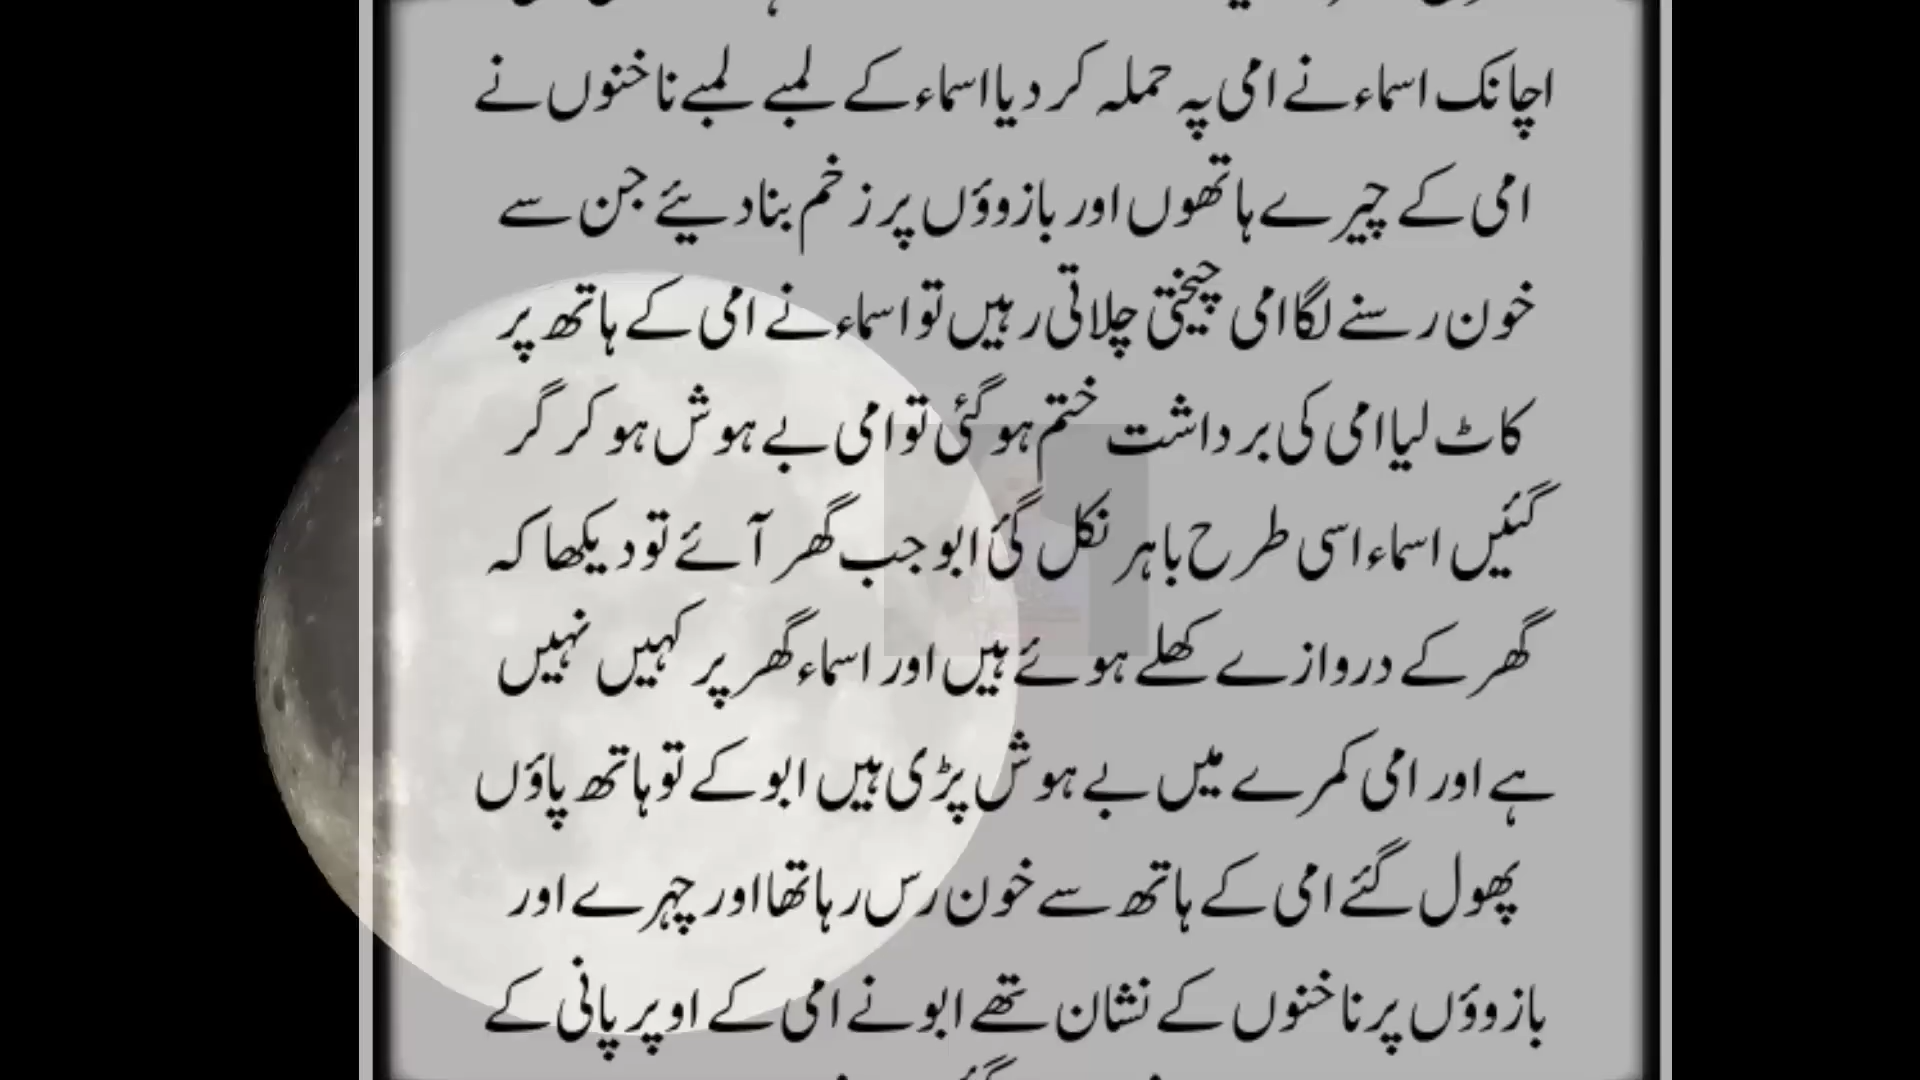 اچانک اسماء نے امی پہ حملہ کر دیا اسماء کے لمبے لمبے ناخنوں نے
امی کے چیرے ہاتھوں اور بازوؤں پر زخم بنا دیئے جن سے
خون رسنے لگا امی چیختی چلاتی رہیں تو اسماء نے امی کے ہاتھ پر
کاٹ لیا امی کی برداشت ختم ہو گئی تو امی بے ہوش ہو کر گر
گئیں اسماء اسی طرح باہر نکل گئ ابو جب گھر آئے تو دیکھا کہ
گھر کے دروازے کھلے ہوئے ہیں اور اسماء گھر پر کہیں نہیں
ہے اور امی کمرے میں بے ہوش پڑی ہیں ابو کے تو ہاتھ پاؤں
پھول گئے امی کے ہاتھ سے خون رس رہا تھا اور چہرے اور
بازوؤں پر ناخنوں کے نشان تھے ابو نے امی کے اوپر پانی کے